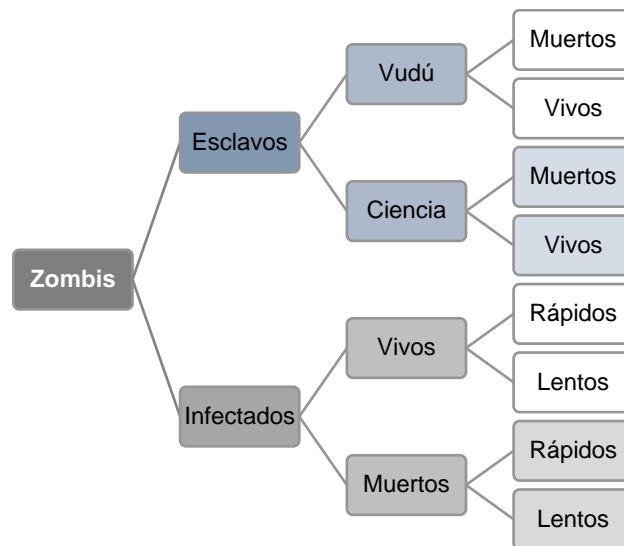 Zombis
Esclavos
Vudú
Muertos
Vivos
Ciencia
Muertos
Vivos
Infectados
Vivos
Rápidos
Lentos
Muertos
Rápidos
Lentos